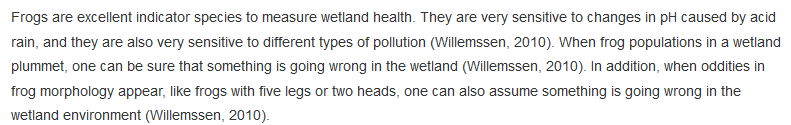 Frogs are excellent indicator species to measure wetland health. They are very sensitive to changes in pH caused by acid
rain, and they are also very sensitive to different types of pollution (Willemssen, 2010). When frog populations in a wetland
plummet, one can be sure that something is going wrong in the wetland (Willemssen, 2010). In addition, when oddities in
frog morphology appear, like frogs with five legs or two heads, one can also assume something is going wrong in the
wetland environment (Willemssen, 2010).